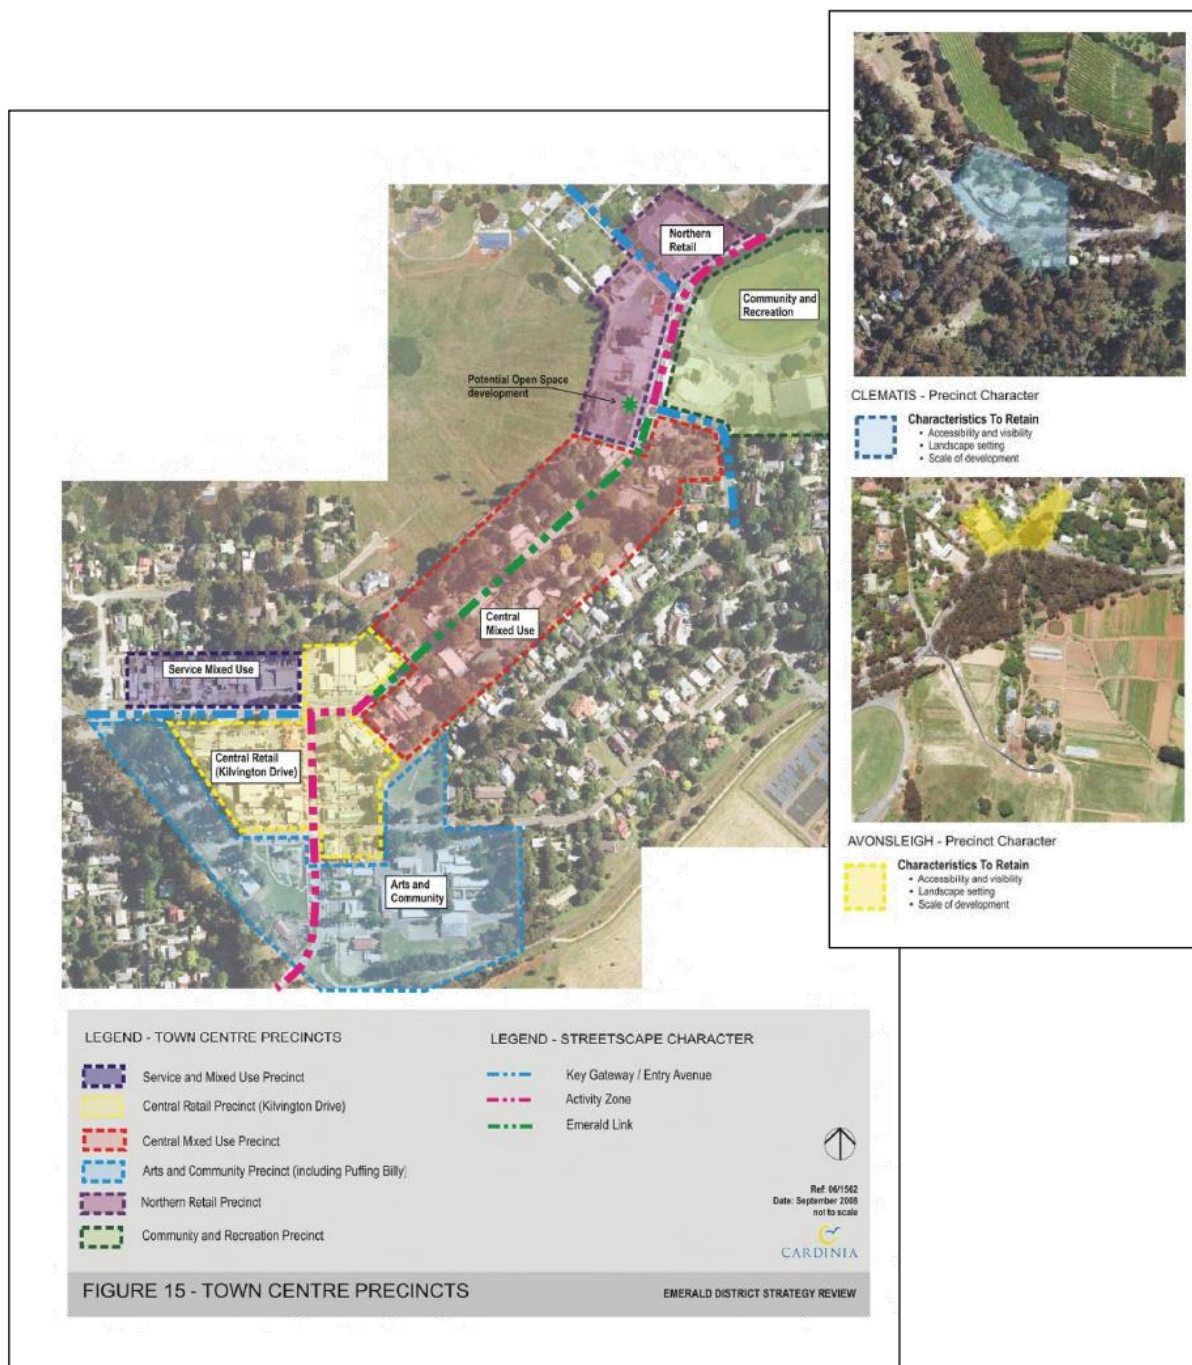 Northern
Retail
Community and
Recreation
Potential Open Space
development
Central
Mixed Use
Service Mixed Use
Central Retail
(Kilvington Drive)
Arts and
Community
CLEMATIS - Precinct Character
Characteristics To Retain
• Accessibility and visibility
• Landscape setting
• Scale of development
AVONSLEIGH - Precinct Character
Characteristics To Retain
• Accessibility and visibility
• Landscape setting
• Scale of development
LEGEND - TOWN CENTRE PRECINCTS
Service and Mixed Use Precinct
Central Retail Precinct (Kilvington Drive)
Central Mixed Use Precinct
Arts and Community Precinct (including Puffing Billy)
Northern Retail Precinct
Community and Recreation Precinct
LEGEND - STREETSCAPE CHARACTER
Key Gateway / Entry Avenue
Activity Zone
Emerald Link
Ref: 06/1562
Date: September 2008
not to scale
CARDINIA
FIGURE 15 - TOWN CENTRE PRECINCTS
EMERALD DISTRICT STRATEGY REVIEW